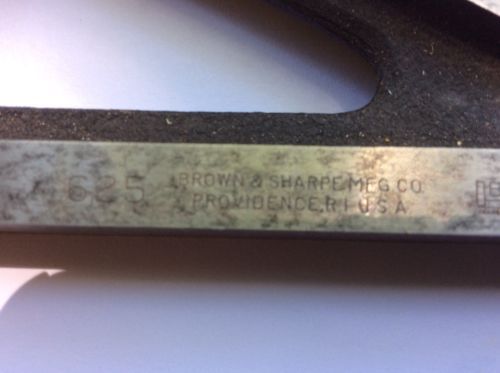 625 BROWN & SHARPE MFG. CO.
PROVIDENCE, R.I. U.S.A.